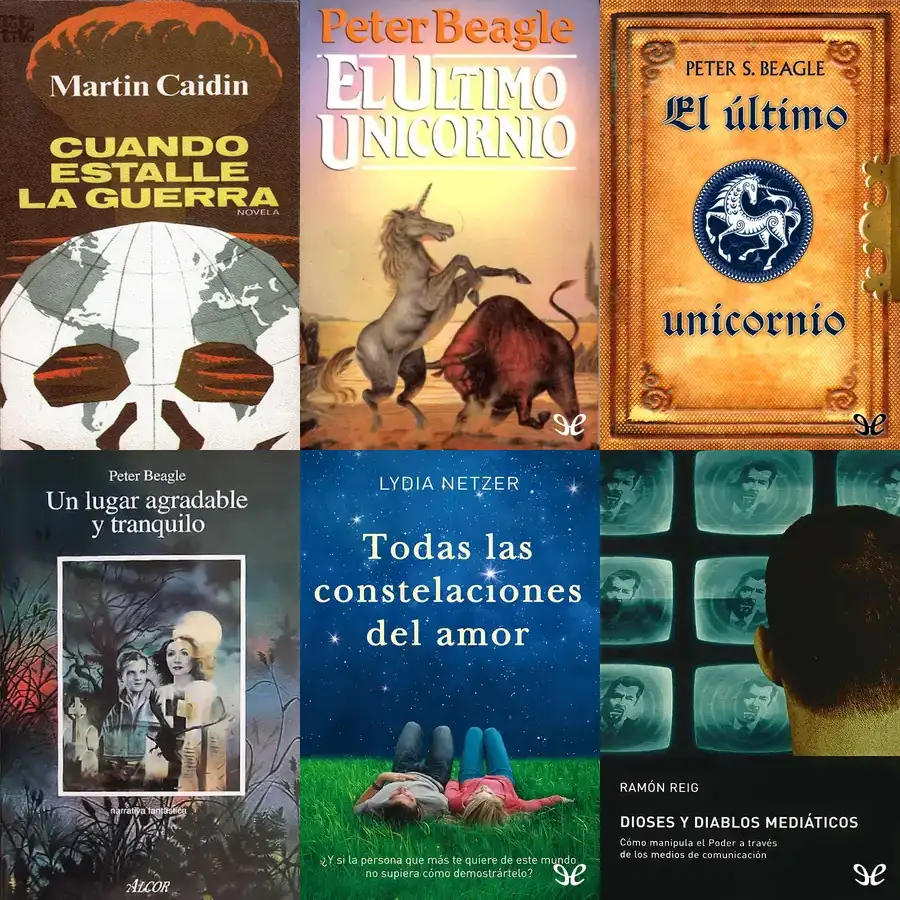 Martin Caidin
CUANDO
ESTALLE
LA GUERRA
NOVELA
Peter Beagle
EL ULTIMO
UNICORNIO
PETER S. BEAGLE
El último
unicornio
Peter Beagle
Un lugar agradable
y tranquilo
narrativa fantástica
ALCOR
LYDIA NETZER
Todas las
constelaciones
del amor
¿Y si la persona que más te quiere de este mundo
no supiera cómo demostrártelo?
RAMÓN REIG
DIOSES Y DIABLOS MEDIÁTICOS
Cómo manipula el Poder a través
de los medios de comunicación